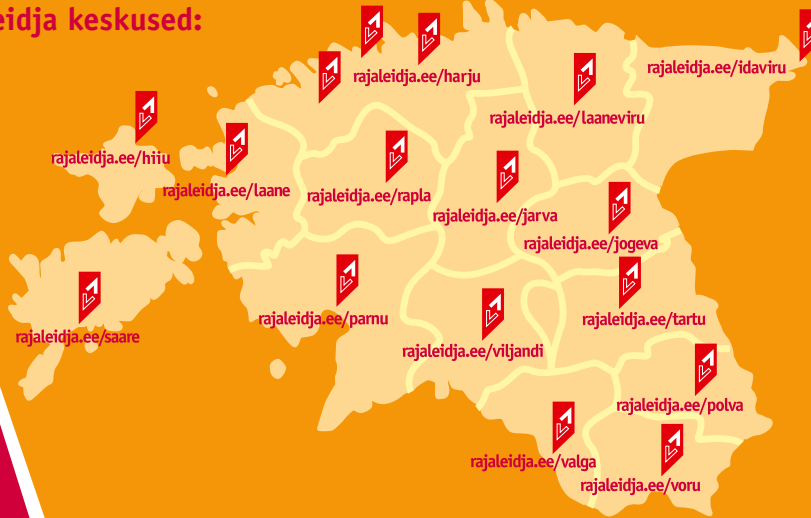 eidja keskused:
rajaleidja.ee/harju
rajaleidja.ee/idaviru
rajaleidja.ee/laaneviru
rajaleidja.ee/hiiu
rajaleidja.ee/laane
rajaleidja.ee/rapla
rajaleidja.ee/jarva
rajaleidja.ee/jogeva
rajaleidja.ee/parnu
rajaleidja.ee/tartu
rajaleidja.ee/saare
rajaleidja.ee/viljandi
rajaleidja.ee/polva
rajaleidja.ee/valga
rajaleidja.ee/voru